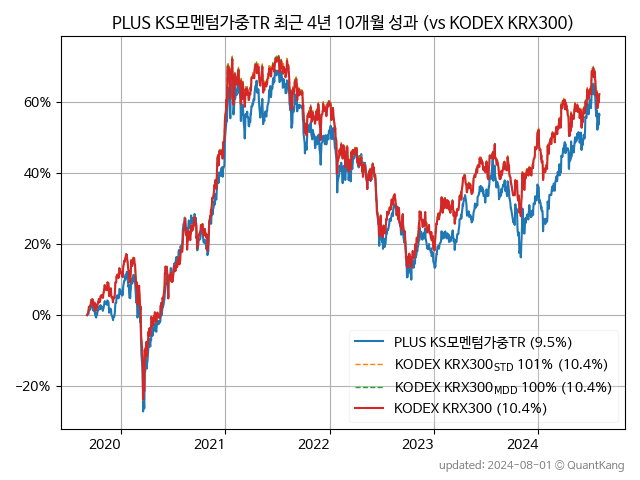 PLUS KS모멘텀가중TR 최근 4년 10개월 성과 (vs KODEX KRX300)
60%
40%
20%
0%
−20%
PLUS KS모멘텀가중TR (9.5%)
KODEX KRX300STD 101% (10.4%)
KODEX KRX300MDD 100% (10.4%)
KODEX KRX300 (10.4%)
2020 2021 2022 2023 2024
updated: 2024-08-01 © QuantKang